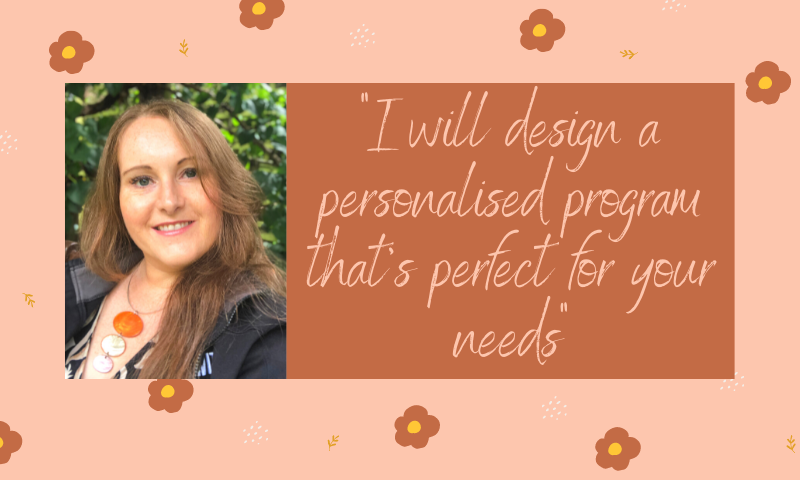 "I will design a
personalised program
that's perfect for your
needs"